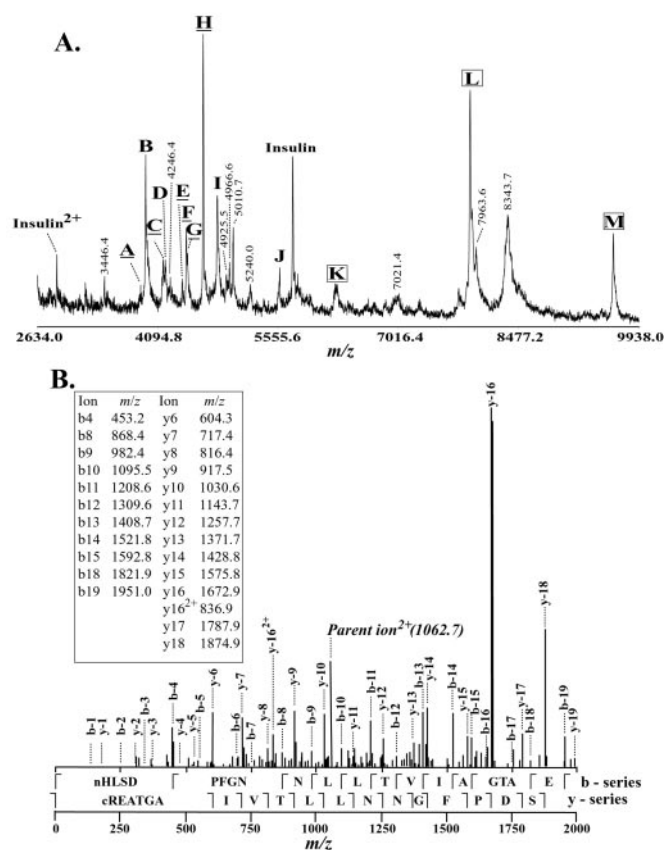 A.
H
L
B
Insulin
4246.4
D
I
M
E
F
G
C
4925.5
4966.6
5010.7
Insulin2+
A
3446.4
5240.0
J
K
7021.4
7963.6
8343.7
2634.0 4094.8 5555.6 7016.4 8477.2 9938.0
m/z
B.
Ion m/z Ion m/z
b4 453.2 y6 604.3
b8 868.4 y7 717.4
b9 982.4 y8 816.4
b10 1095.5 y9 917.5
b11 1208.6 y10 1030.6
b12 1309.6 y11 1143.7
b13 1408.7 y12 1257.7
b14 1521.8 y13 1371.7
b15 1592.8 y14 1428.8
b18 1821.9 y15 1575.8
b19 1951.0 y16 1672.9
y16 2+ 836.9
y17 1787.9
y18 1874.9
y-16
y-18
Parent ion2+(1062.7)
b-1
y-1
b-2
y-2
b-3
y-3
b-4
y-4
y-5
b-5
y-6
b-6
y-7
b-7
y-8
y-16 2+
b-8
y-9
b-9
y-10
b-10
y-11
b-11
y-12
b-12
y-13
b-13
y-14
b-14
y-15
b-15
b-16
b-17
y-17
b-18
b-19
y-19
nHLSD PFGN N L L T V I A GTA E b - series
cREATGA I V T L L N N G F P D S y - series
0 250 500 750 1000 1250 1500 1750 2000
m/z